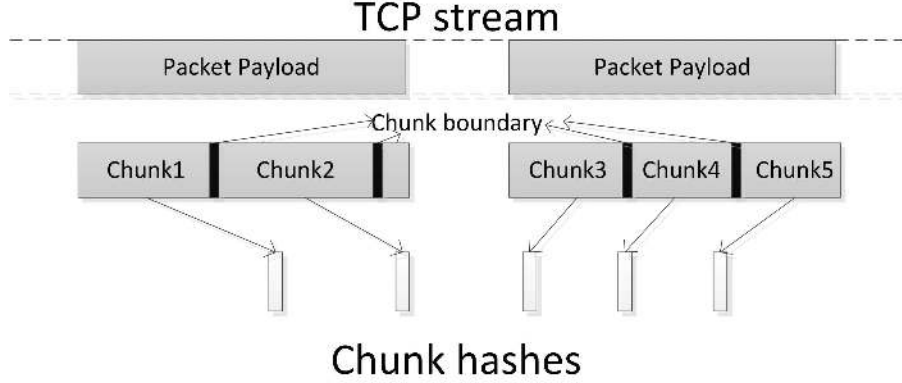 TCP stream
Packet Payload Packet Payload
Chunk boundary
Chunk1 Chunk2 Chunk3 Chunk4 Chunk5
Chunk hashes